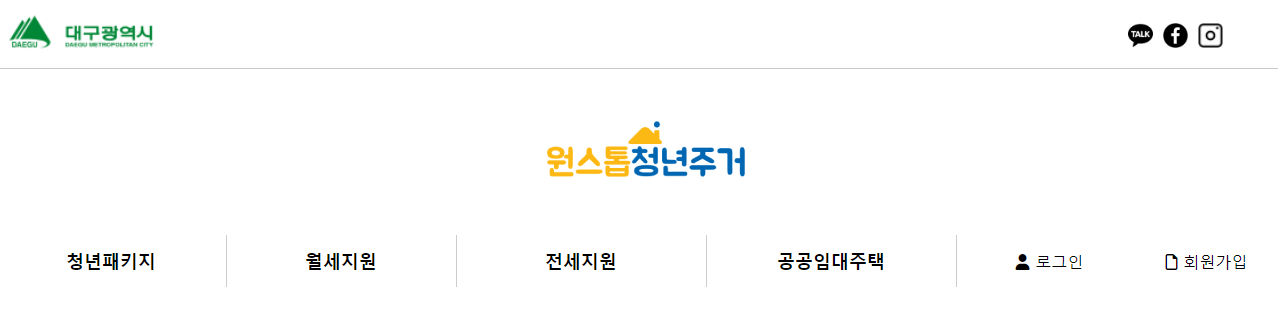 대구광역시
DAEGU DAEGU METROPOLITAN CITY
TALK
원스톱청년주거
청년패키지 월세지원 전세지원 공공임대주택 로그인 회원가입